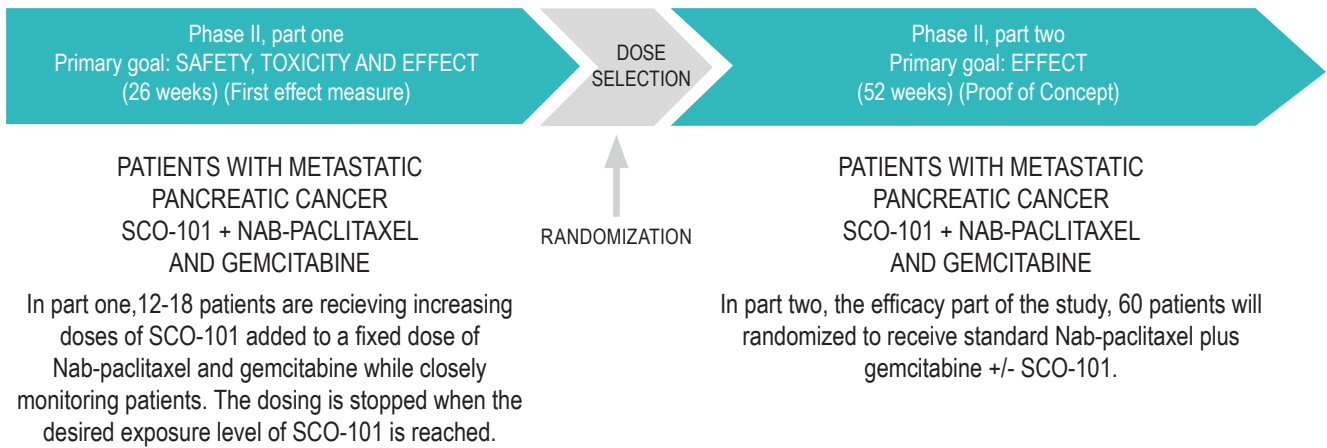 Phase II, part one
Primary goal: SAFETY, TOXICITY AND EFFECT
(26 weeks) (First effect measure)
DOSE
SELECTION
Phase II, part two
Primary goal: EFFECT
(52 weeks) (Proof of Concept)
PATIENTS WITH METASTATIC
PANCREATIC CANCER
SCO-101 + NAB-PACLITAXEL
AND GEMCITABINE
In part one,12-18 patients are recieving increasing
doses of SCO-101 added to a fixed dose of
Nab-paclitaxel and gemcitabine while closely
monitoring patients. The dosing is stopped when the
desired exposure level of SCO-101 is reached.
RANDOMIZATION
PATIENTS WITH METASTATIC
PANCREATIC CANCER
SCO-101 + NAB-PACLITAXEL
AND GEMCITABINE
In part two, the efficacy part of the study, 60 patients will
randomized to receive standard Nab-paclitaxel plus
gemcitabine +/- SCO-101.